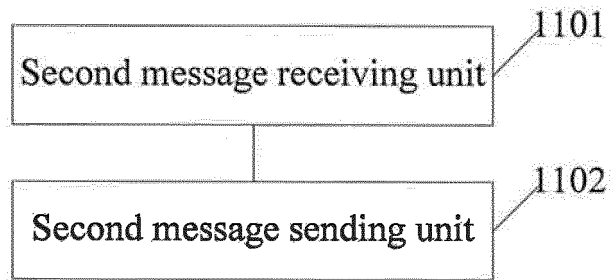 1101
Second message receiving unit
1102
Second message sending unit